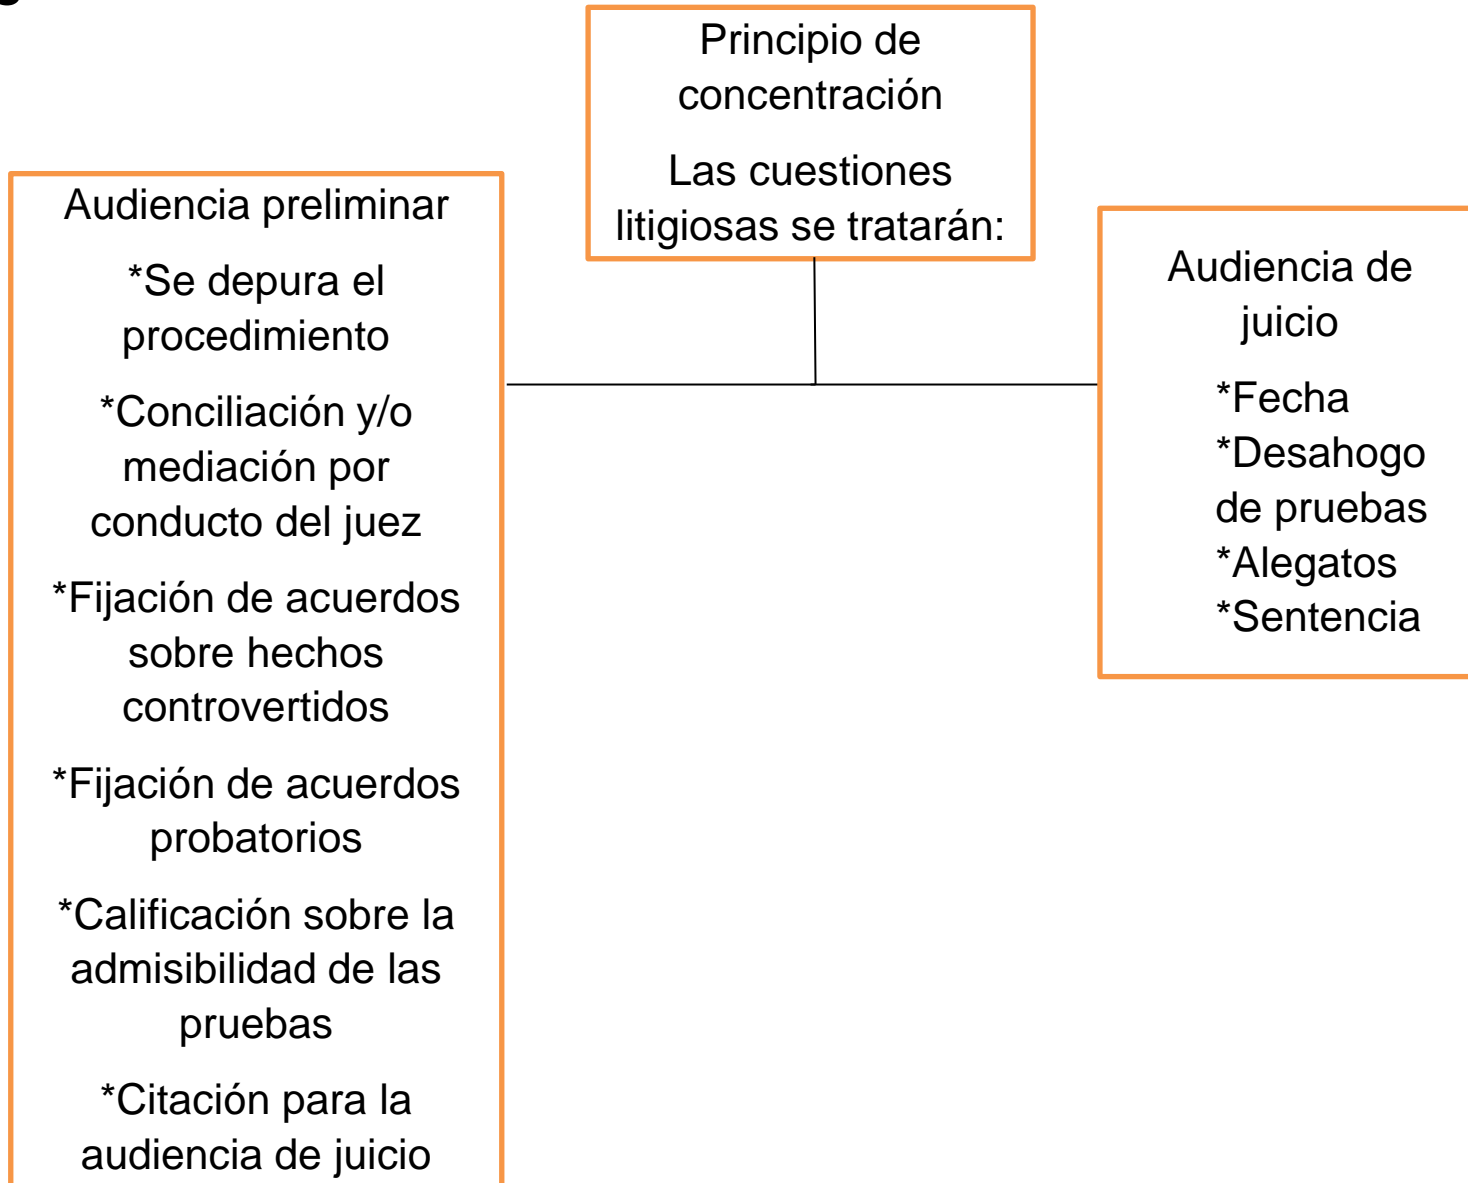 Principio de
concentración
Las cuestiones
litigiosas se tratarán:
Audiencia preliminar
*Se depura el
procedimiento
*Conciliación y/o
mediación por
conducto del juez
*Fijación de acuerdos
sobre hechos
controvertidos
*Fijación de acuerdos
probatorios
*Calificación sobre la
admisibilidad de las
pruebas
*Citación para la
audiencia de juicio
Audiencia de
juicio
*Fecha
*Desahogo
de pruebas
*Alegatos
*Sentencia